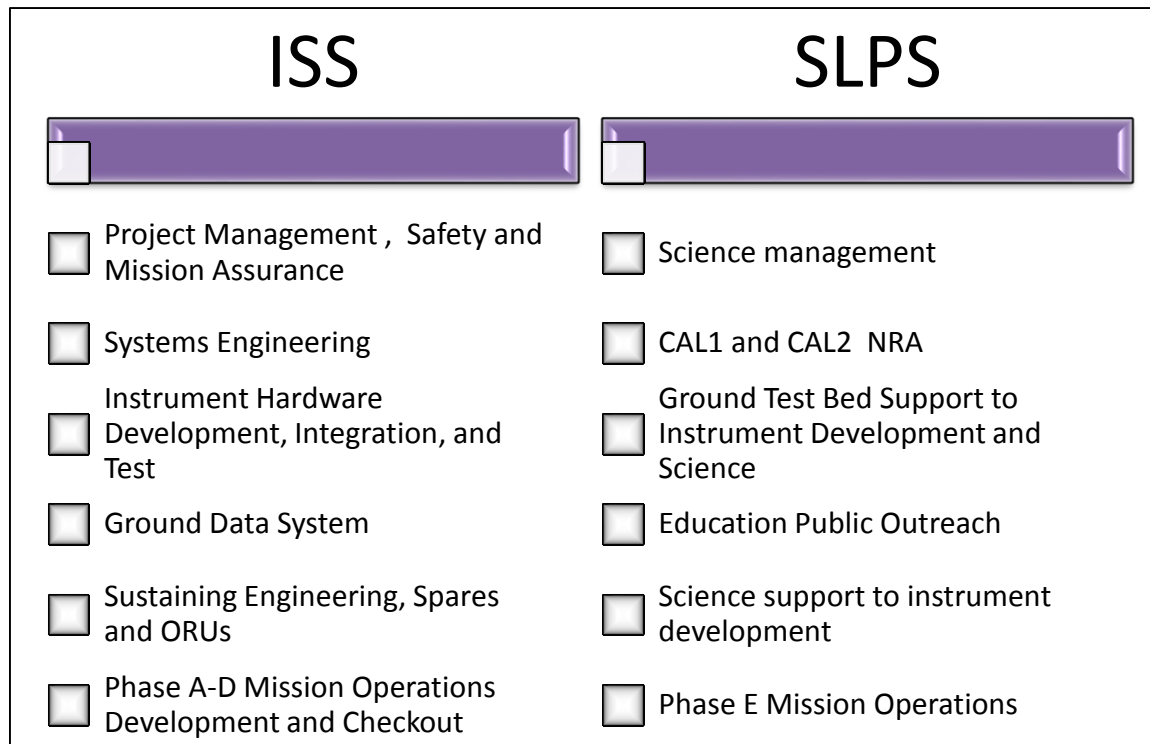 ISS
Project Management , Safety and
Mission Assurance
Systems Engineering
Instrument Hardware
Development, Integration, and
Test
Ground Data System
Sustaining Engineering, Spares
and ORUs
Phase A-D Mission Operations
Development and Checkout
SLPS
Science management
CAL1 and CAL2 NRA
Ground Test Bed Support to
Instrument Development and
Science
Education Public Outreach
Science support to instrument
development
Phase E Mission Operations